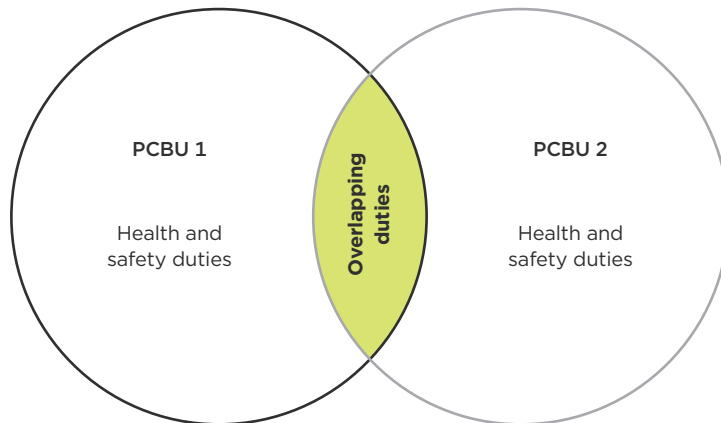 PCBU 1
Health and
safety duties
Overlapping
duties
PCBU 2
Health and
safety duties